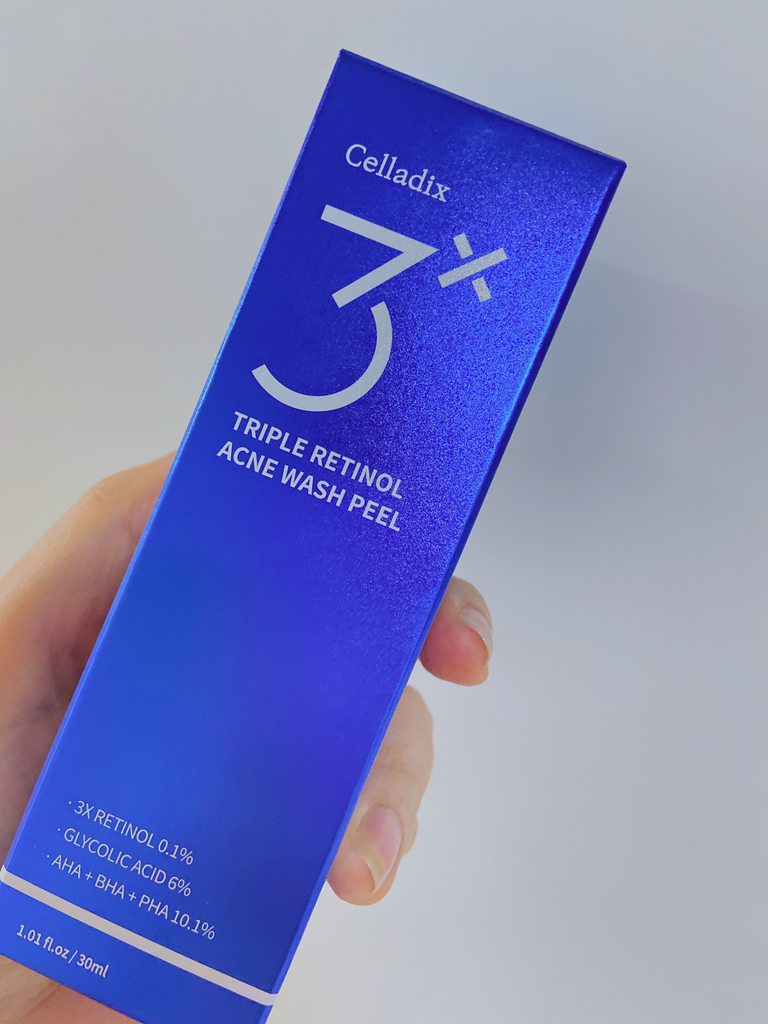 Celladix
3×
TRIPLE RETINOL
ACNE WASH PEEL
· 3X RETINOL 0.1%
· GLYCOLIC ACID 6%
· AHA + BHA + PHA 10.1%
1.01 fl.oz / 30ml